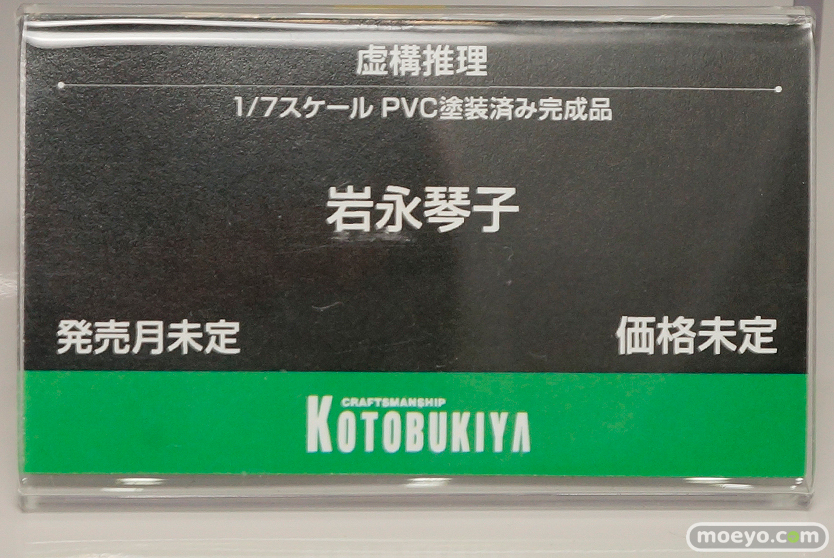 虚構推理
1/7スケール PVC塗装済み完成品
岩永琴子
発売月未定
価格未定
CRAFTSMANSHIP
KOTOBUKIYA
moeyo.com